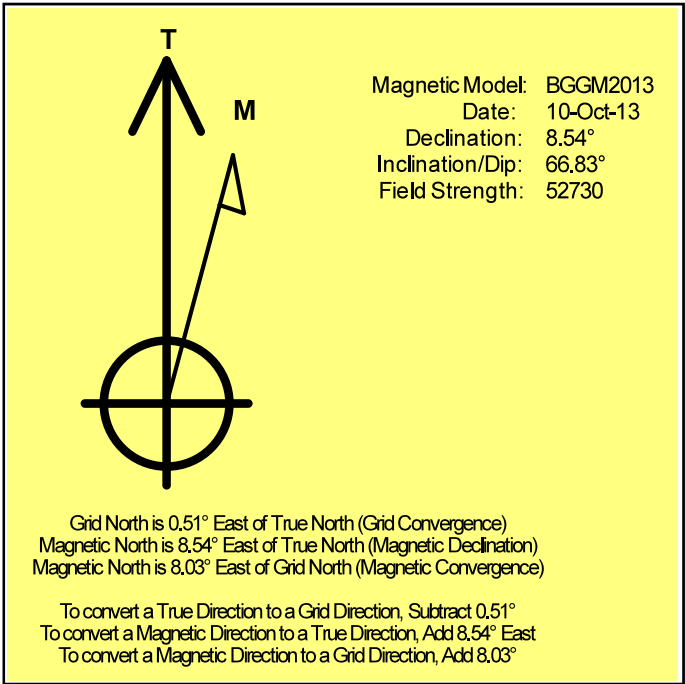 T
M
Magnetic Model: BGGM2013
Date: 10-Oct-13
Declination: 8.54°
Inclination/Dip: 66.83°
Field Strength: 52730
Grid North is 0.51° East of True North (Grid Convergence)
Magnetic North is 8.54° East of True North (Magnetic Declination)
Magnetic North is 8.03° East of Grid North (Magnetic Convergence)
To convert a True Direction to a Grid Direction, Subtract 0.51°
To convert a Magnetic Direction to a True Direction, Add 8.54° East
To convert a Magnetic Direction to a Grid Direction, Add 8.03°